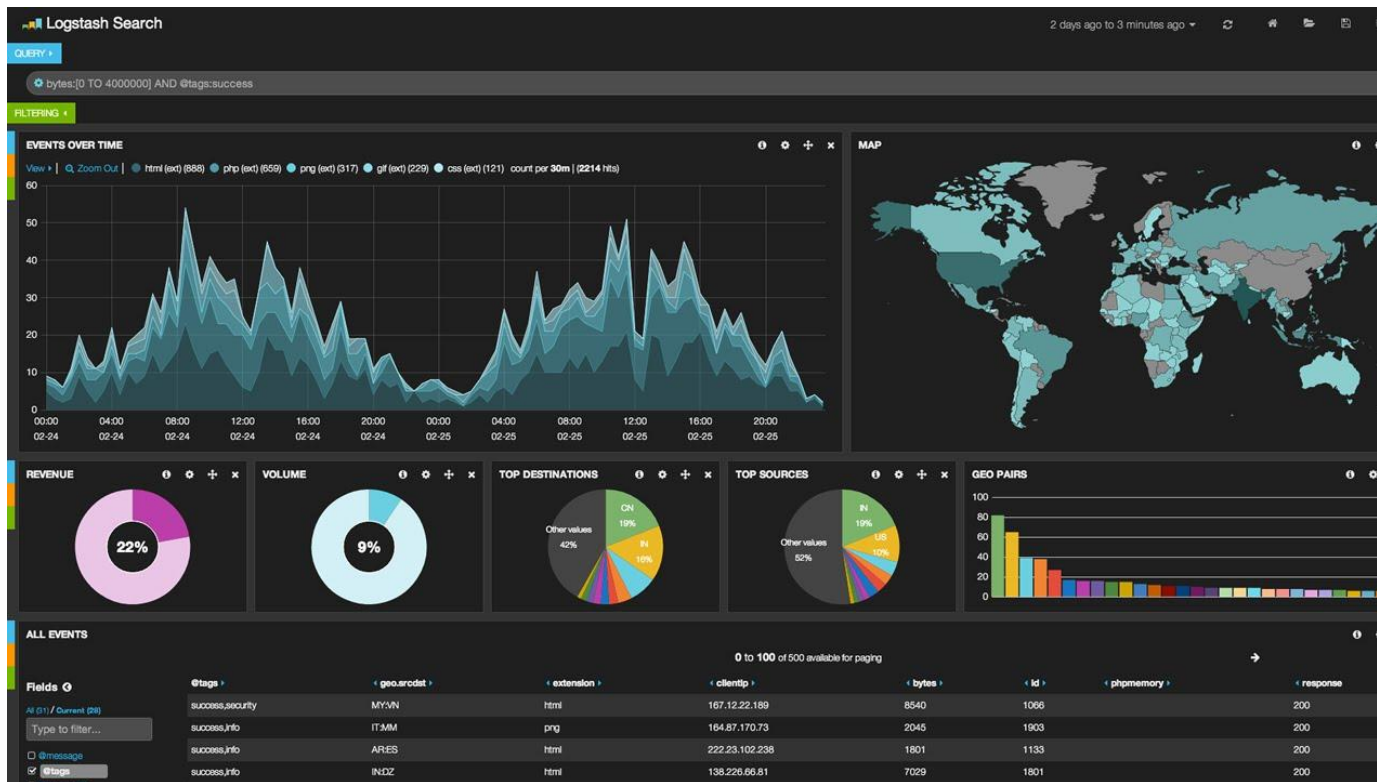 Logstash Search
2 days ago to 3 minutes ago
QUERY
bytes:[0 TO 4000000] AND @tags:success
FILTERING
EVENTS OVER TIME
View | Zoom Out | html (ext) (888) php (ext) (659) png (ext) (317) gif (ext) (229) css (ext) (121) count per 30m | (2214 hits)
60
50
40
30
20
10
0
00:00 04:00 08:00 12:00 16:00 20:00 00:00 04:00 08:00 12:00 16:00 20:00
02-24 02-24 02-24 02-24 02-24 02-24 02-25 02-25 02-25 02-25 02-25 02-25
MAP
REVENUE
22%
VOLUME
9%
TOP DESTINATIONS
CN
19%
IN
16%
Other values
42%
TOP SOURCES
IN
19%
US
10%
Other values
52%
GEO PAIRS
100
80
60
40
20
0
ALL EVENTS
0 to 100 of 500 available for paging
Fields
All (31) / Current (28)
Type to filter...
@message
@tags
@tags geo.srcdst extension clientip bytes id phpmemory response
success,security MY:VN html 167.12.22.189 8540 1066 200
success,info IT:MM png 164.87.170.73 2045 1903 200
success,info AR:ES html 222.23.102.238 1801 1133 200
success,info IN:DZ html 138.226.66.81 7029 1801 200